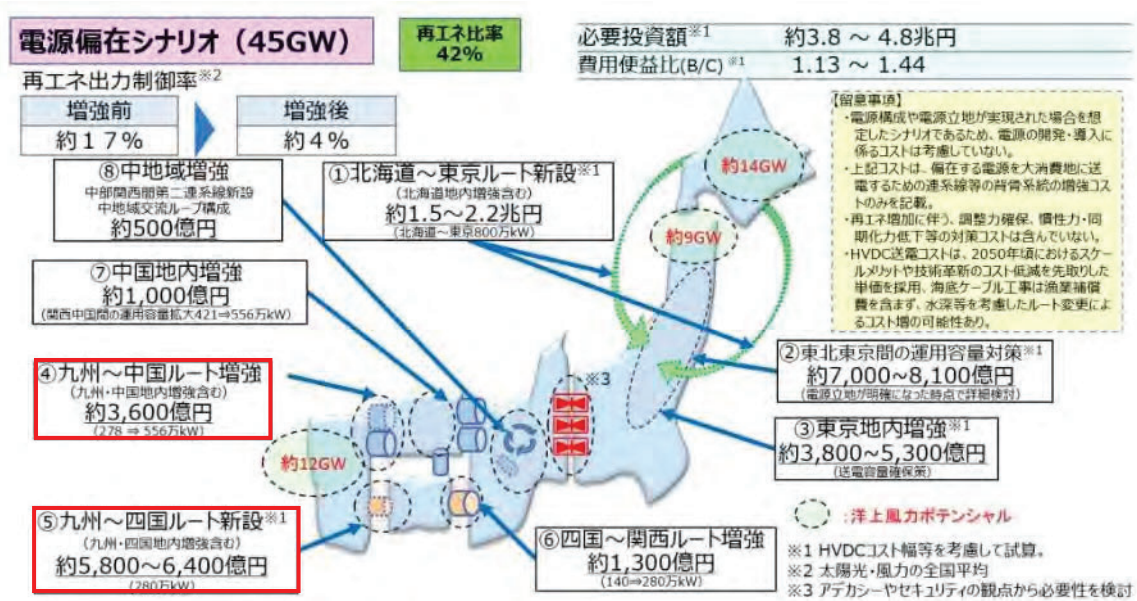 電源偏在シナリオ（45GW）
再エネ比率
42%
必要投資額※1 約3.8 ～ 4.8兆円
費用便益比(B/C) ※1 1.13 ～ 1.44
再エネ出力制御率※2
増強前
約17%
増強後
約4%
【留意事項】
・電源構成や電源立地が実現された場合を想
定したシナリオであるため、電源の開発・導入に
係るコストは考慮していない。
・上記コストは、偏在する電源を大消費地に送
電するための連系線等の背骨系統の増強コス
トのみを記載。
・再エネ増加に伴う、調整力確保、慣性力・同
期化力低下等の対策コストは含んでいない。
・HVDC送電コストは、2050年頃におけるスケー
ルメリットや技術革新のコスト低減を先取りした
単価を採用、海底ケーブル工事は漁業補償
費を含まず、水深等を考慮したルート変更によ
るコスト増の可能性あり。
⑧中地域増強
中部関西間第二連系線新設
中地域交流ループ構成
約500億円
①北海道～東京ルート新設※1
(北海道地内増強含む)
約1.5～2.2兆円
(北海道～東京800万kW)
約14GW
約9GW
⑦中国地内増強
約1,000億円
(関西中国間の運用容量拡大421⇒556万kW)
④九州～中国ルート増強
(九州・中国地内増強含む)
約3,600億円
(278 ⇒ 556万kW)
※3
②東北東京間の運用容量対策※1
約7,000～8,100億円
(電源立地が明確になった時点で詳細検討)
③東京地内増強※1
約3,800～5,300億円
(送電容量確保策)
約12GW
⑤九州～四国ルート新設※1
(九州・四国地内増強含む)
約5,800～6,400億円
(280万kW)
⑥四国～関西ルート増強
約1,300億円
(140⇒280万kW)
:洋上風力ポテンシャル
※1 HVDCコスト幅等を考慮して試算。
※2 太陽光・風力の全国平均
※3 アデカシーやセキュリティの観点から必要性を検討